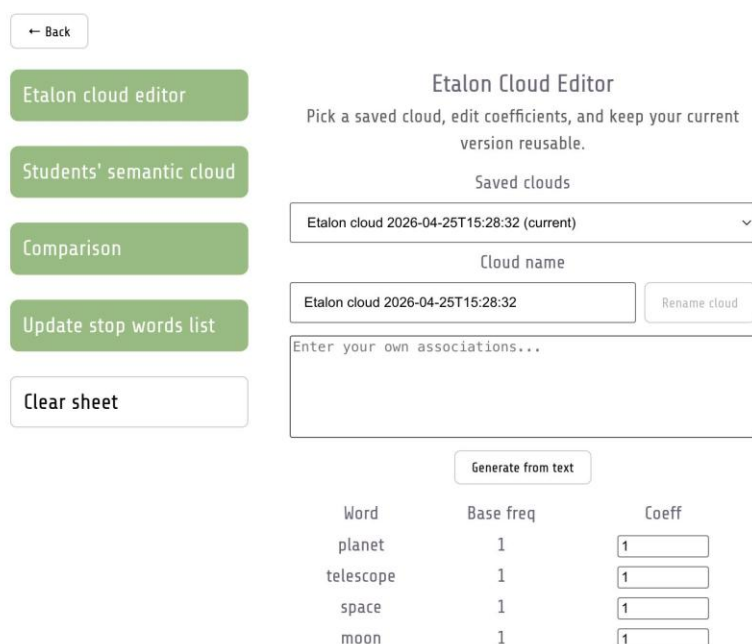 ← Back
Etalon cloud editor
Students' semantic cloud
Comparison
Update stop words list
Clear sheet
Etalon Cloud Editor
Pick a saved cloud, edit coefficients, and keep your current
version reusable.
Saved clouds
Etalon cloud 2026-04-25T15:28:32 (current)
Cloud name
Etalon cloud 2026-04-25T15:28:32
Rename cloud
Enter your own associations...
Generate from text
Word Base freq Coeff
planet 1 1
telescope 1 1
space 1 1
moon 1 1